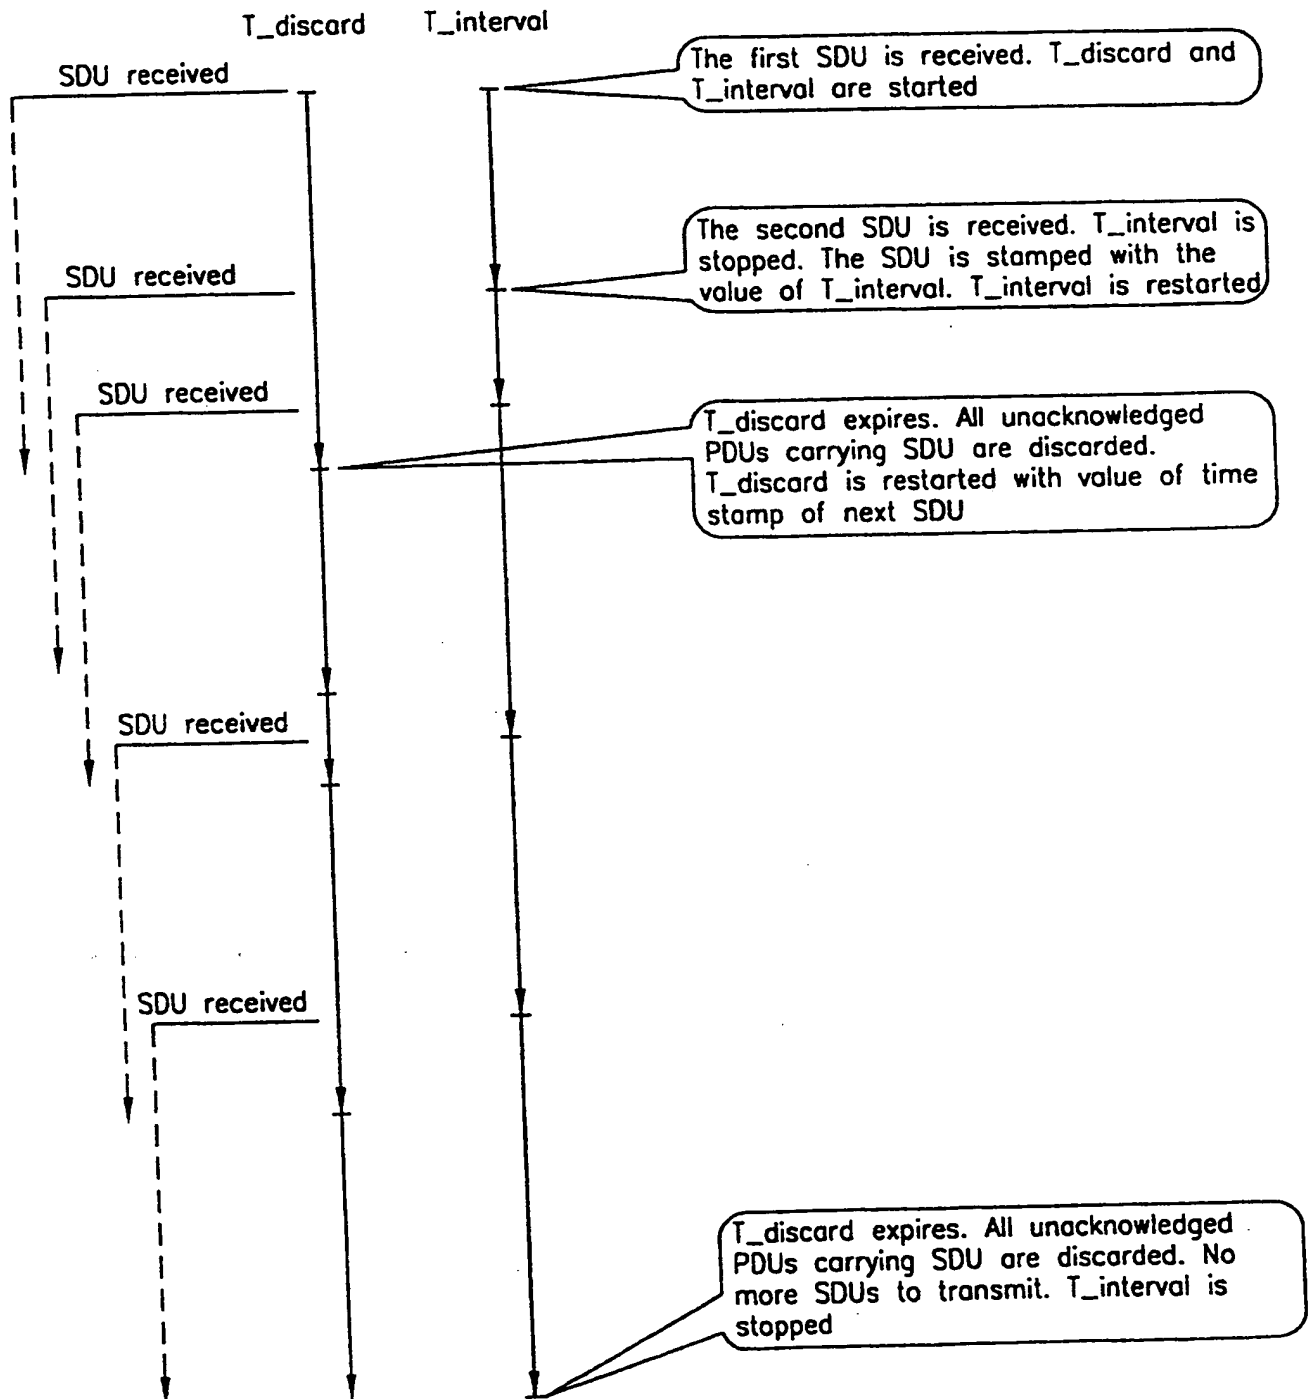 T_discard T_interval
SDU received
The first SDU is received. T_discard and
T_interval are started
SDU received
The second SDU is received. T_interval is
stopped. The SDU is stamped with the
value of T_interval. T_interval is restarted
SDU received
T_discard expires. All unacknowledged
PDUs carrying SDU are discarded.
T_discard is restarted with value of time
stamp of next SDU
SDU received
SDU received
T_discard expires. All unacknowledged
PDUs carrying SDU are discarded. No
more SDUs to transmit. T_interval is
stopped